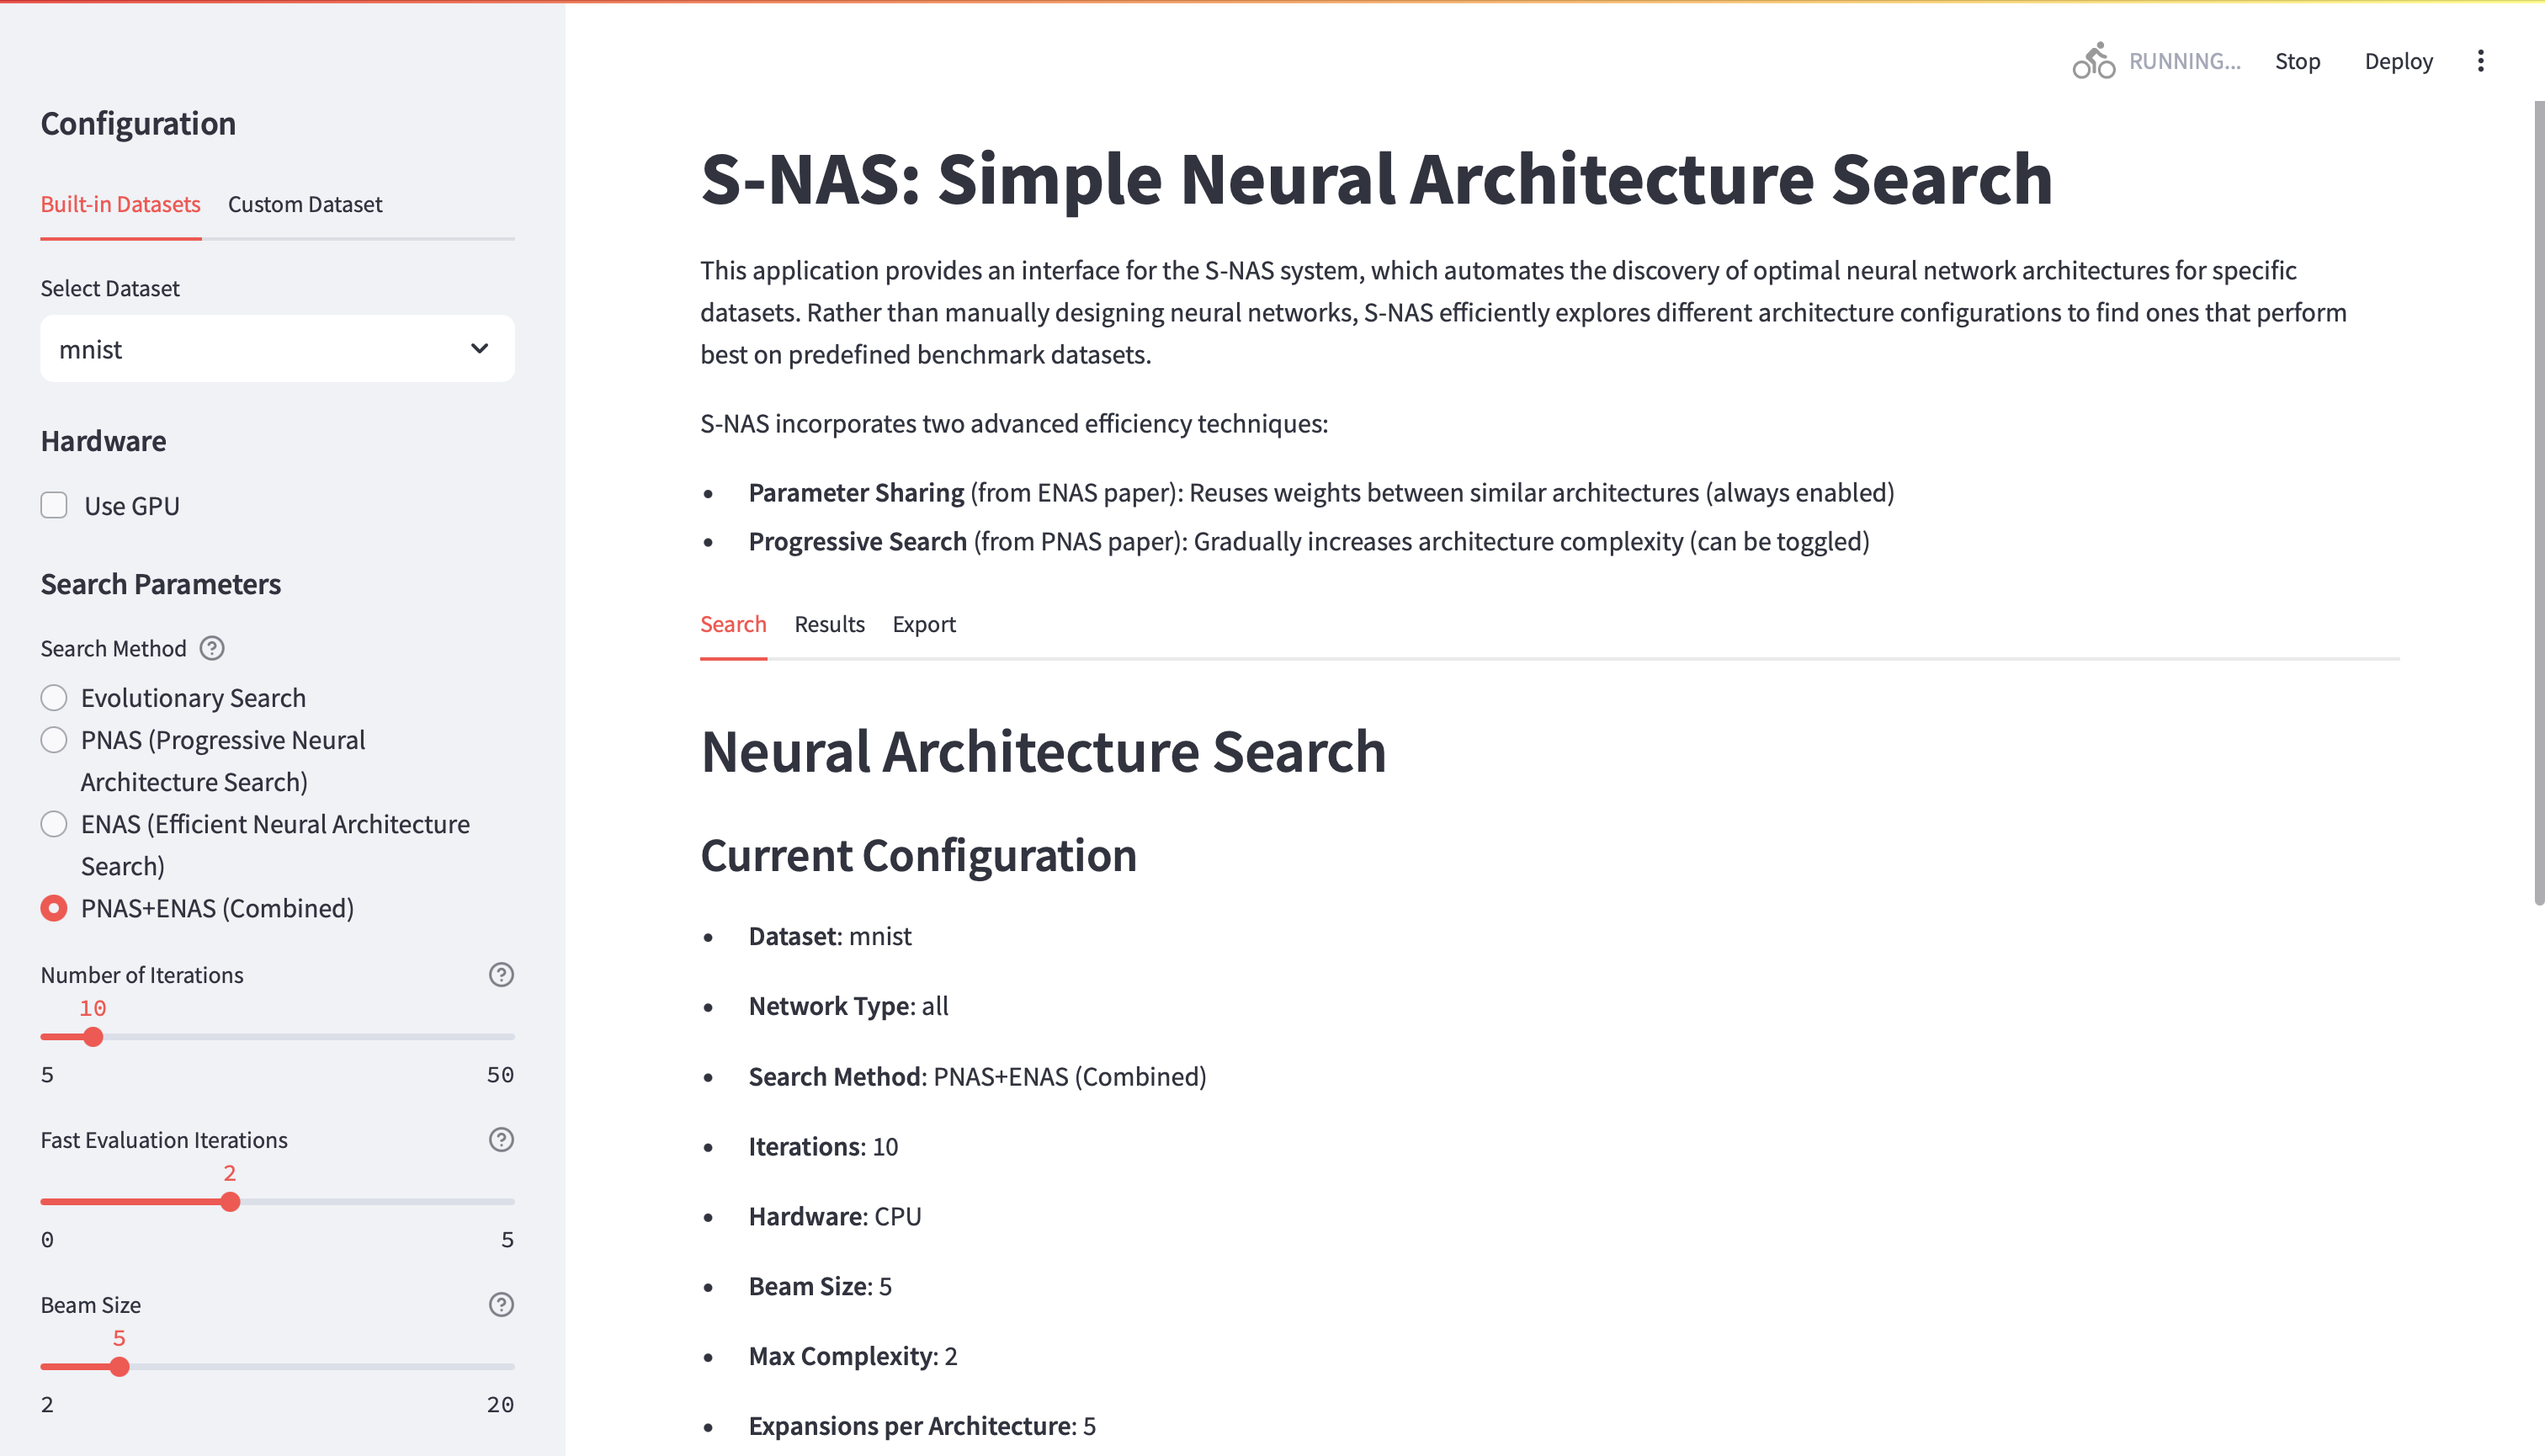 RUNNING...
Stop
Deploy
Configuration
Built-in Datasets
Custom Dataset
Select Dataset
mnist
Hardware
Use GPU
Search Parameters
Search Method
Evolutionary Search
PNAS (Progressive Neural
Architecture Search)
ENAS (Efficient Neural Architecture
Search)
PNAS+ENAS (Combined)
Number of Iterations
10
5
50
Fast Evaluation Iterations
2
0
5
Beam Size
5
2
20
S-NAS: Simple Neural Architecture Search
This application provides an interface for the S-NAS system, which automates the discovery of optimal neural network architectures for specific
datasets. Rather than manually designing neural networks, S-NAS efficiently explores different architecture configurations to find ones that perform
best on predefined benchmark datasets.
S-NAS incorporates two advanced efficiency techniques:
• Parameter Sharing (from ENAS paper): Reuses weights between similar architectures (always enabled)
• Progressive Search (from PNAS paper): Gradually increases architecture complexity (can be toggled)
Search
Results
Export
Neural Architecture Search
Current Configuration
• Dataset: mnist
• Network Type: all
• Search Method: PNAS+ENAS (Combined)
• Iterations: 10
• Hardware: CPU
• Beam Size: 5
• Max Complexity: 2
• Expansions per Architecture: 5